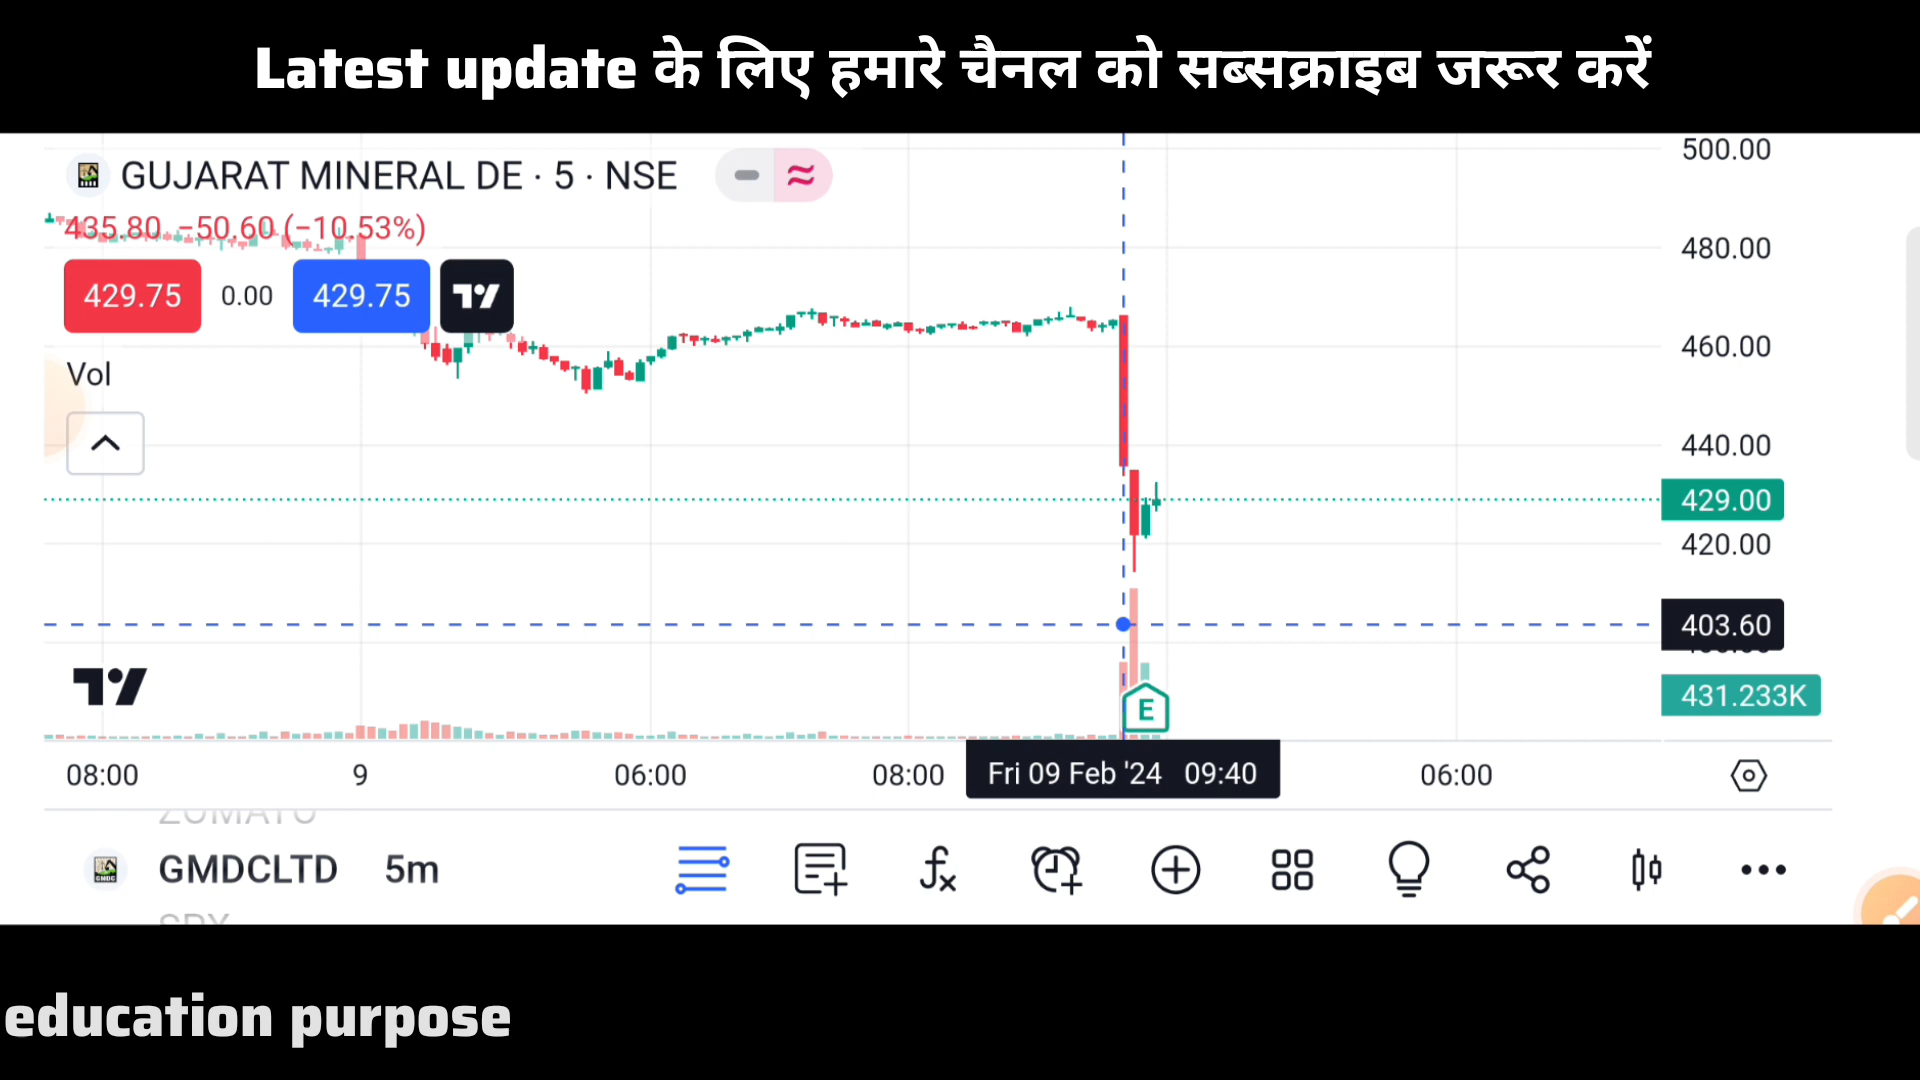 Latest update के लिए हमारे चैनल को सब्सक्राइब जरूर करें
GUJARAT MINERAL DE · 5 · NSE
435.80 −50.60 (−10.53%)
429.75 0.00 429.75
Vol
500.00
480.00
460.00
440.00
429.00
420.00
403.60
431.233K
E
08:00 9 06:00 08:00 Fri 09 Feb '24 09:40 06:00
ZOMATO
GMDCLTD 5m
education purpose